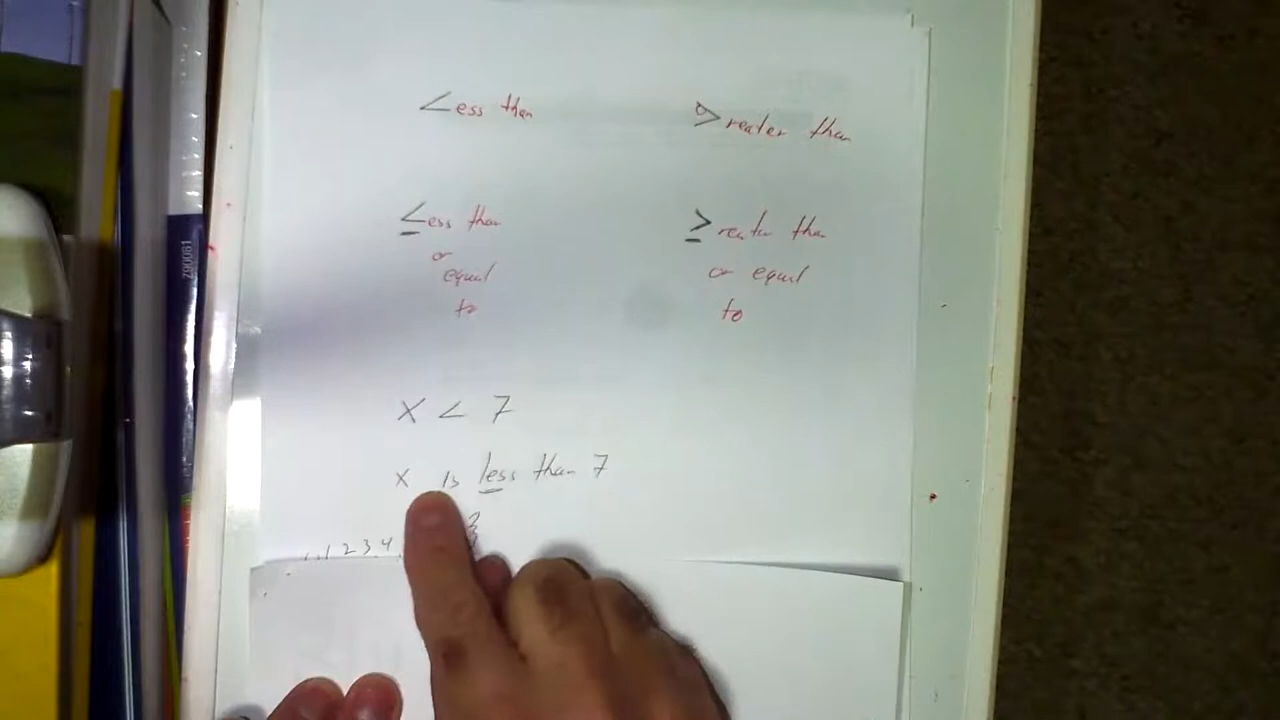 <ess than
>reater than
≤ess than
or
equal
to
≥reater than
or equal
to
x < 7
x is less than 7
1 2 3 4
790081